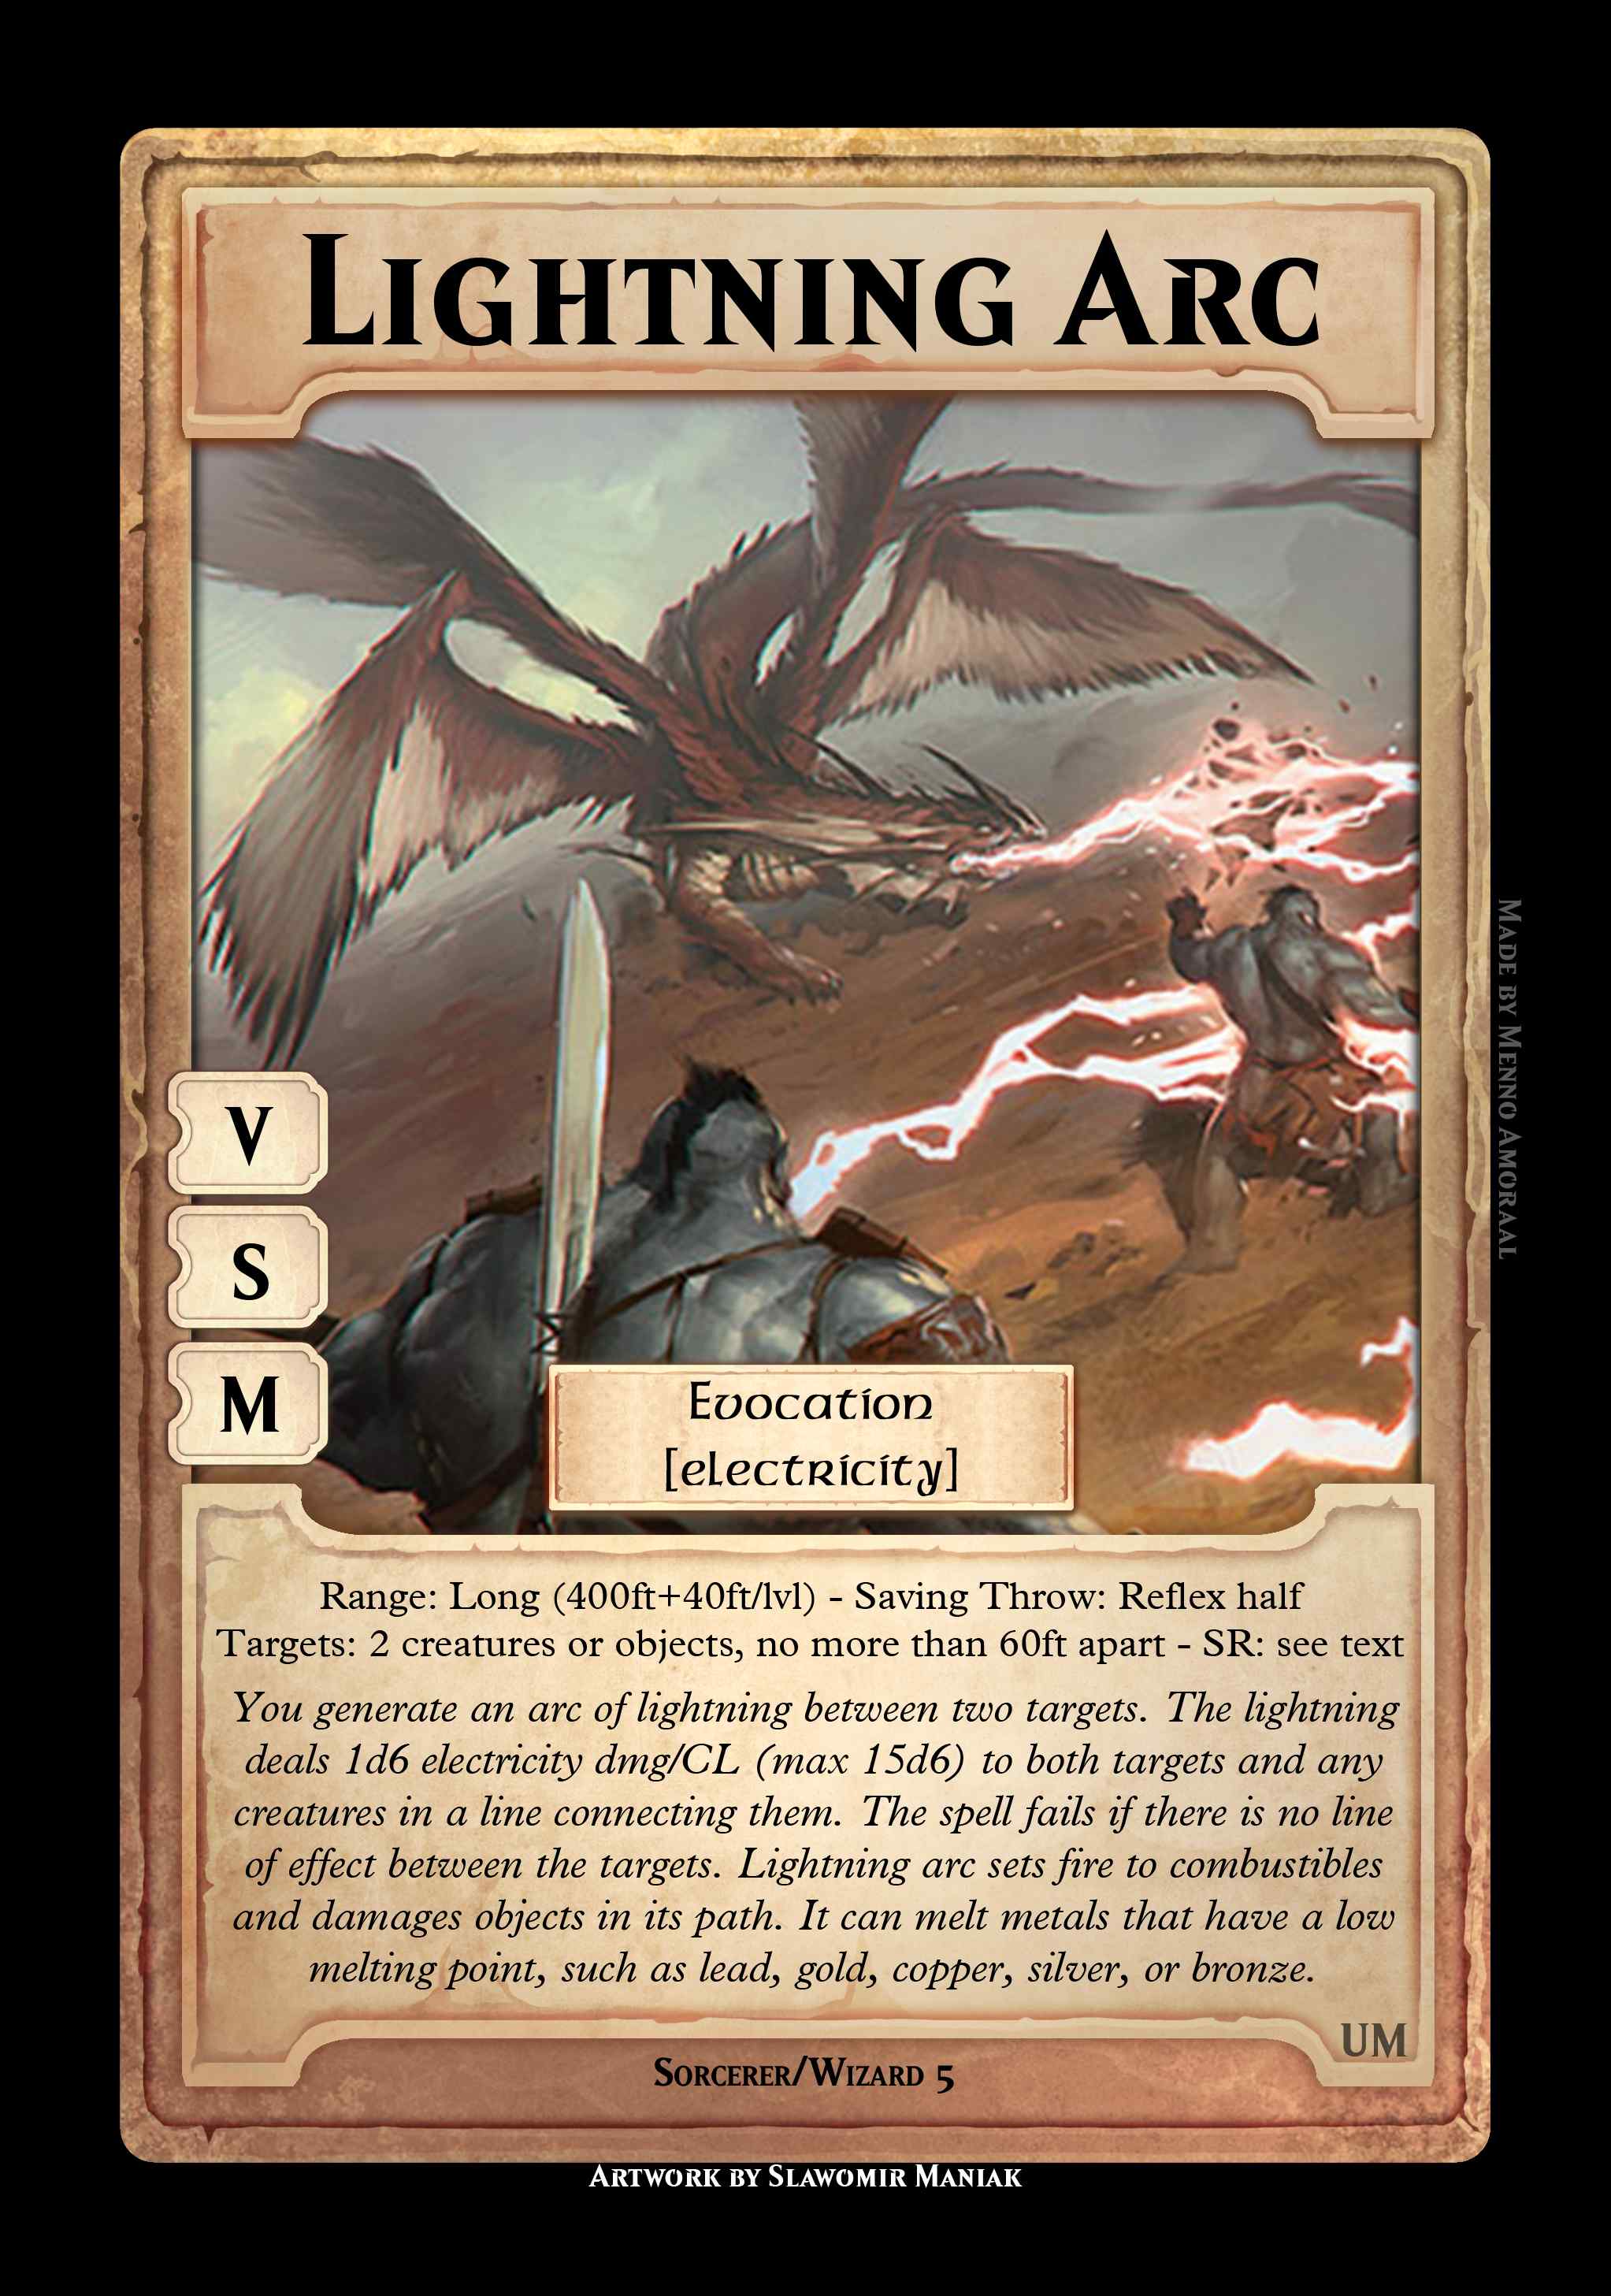 Lightning Arc
V
S
M
Evocation
[electricity]
Range: Long (400ft+40ft/lvl) - Saving Throw: Reflex half
Targets: 2 creatures or objects, no more than 60ft apart - SR: see text
You generate an arc of lightning between two targets. The lightning
deals 1d6 electricity dmg/CL (max 15d6) to both targets and any
creatures in a line connecting them. The spell fails if there is no line
of effect between the targets. Lightning arc sets fire to combustibles
and damages objects in its path. It can melt metals that have a low
melting point, such as lead, gold, copper, silver, or bronze.
UM
Sorcerer/Wizard 5
Artwork by Slawomir Maniak
Made by Menno Amoraal